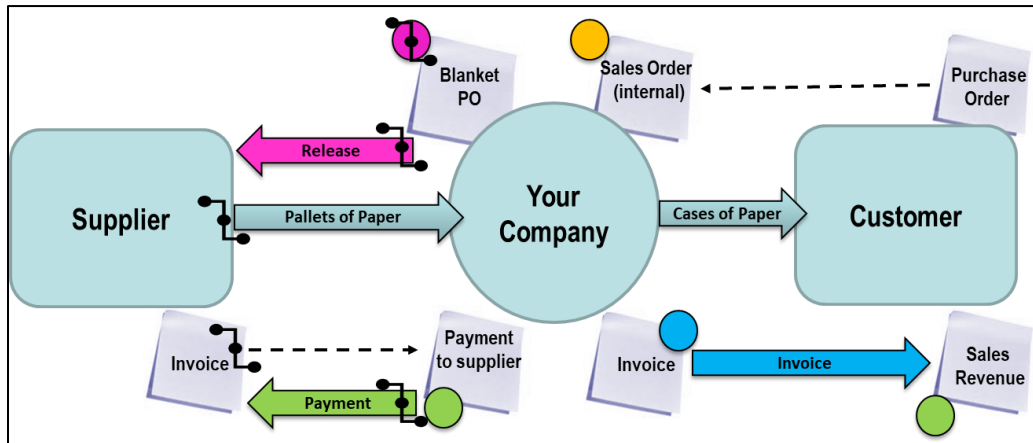 Blanket
PO
Sales Order
(internal)
Purchase
Order
Release
Supplier
Pallets of Paper
Your
Company
Cases of Paper
Customer
Invoice
Payment
to supplier
Payment
Invoice
Invoice
Sales
Revenue